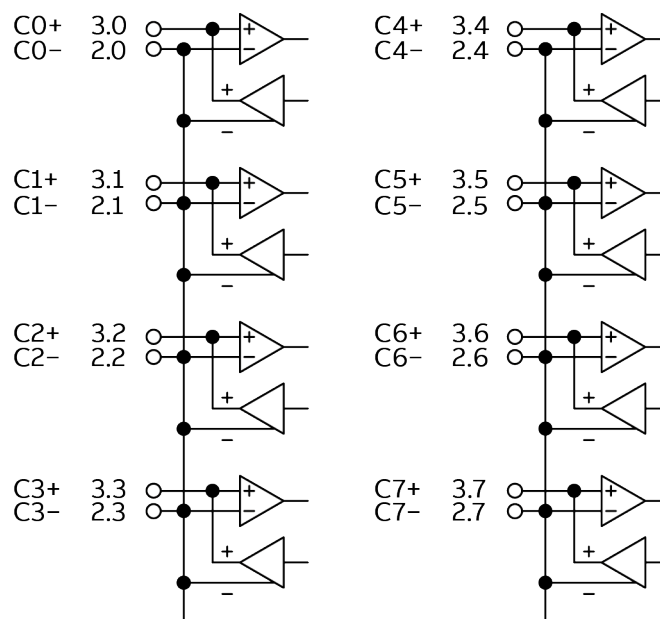 C0+ 3.0
C0− 2.0
+
−
+
−
C1+ 3.1
C1− 2.1
+
−
+
−
C2+ 3.2
C2− 2.2
+
−
+
−
C3+ 3.3
C3− 2.3
+
−
+
−
C4+ 3.4
C4− 2.4
+
−
+
−
C5+ 3.5
C5− 2.5
+
−
+
−
C6+ 3.6
C6− 2.6
+
−
+
−
C7+ 3.7
C7− 2.7
+
−
+
−